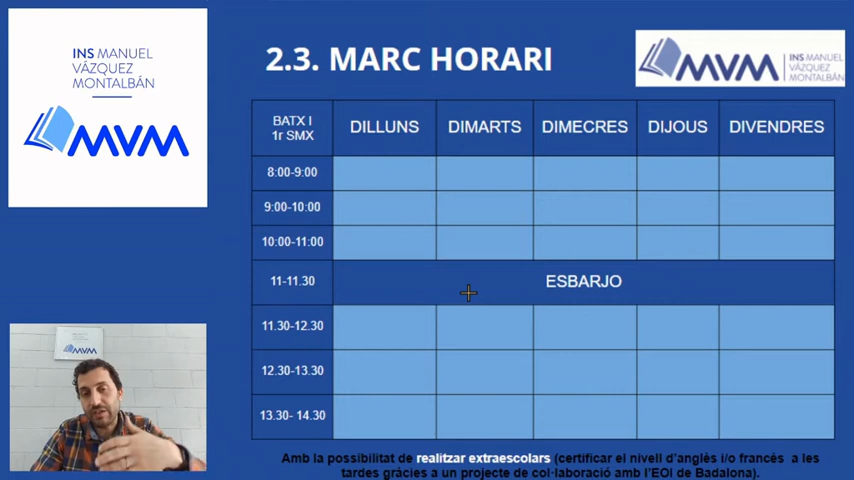 INS MANUEL
VÁZQUEZ
MONTALBÁN
MVM
2.3. MARC HORARI
MVM
INS MANUEL
VÁZQUEZ
MONTALBÁN
BATX I
1r SMX
DILLUNS
DIMARTS
DIMECRES
DIJOUS
DIVENDRES
8:00-9:00
9:00-10:00
10:00-11:00
11-11.30
ESBARJO
11.30-12.30
12.30-13.30
13.30- 14.30
MVM
Amb la possibilitat de realitzar extraescolars (certificar el nivell d'anglès i/o francès a les
tardes gràcies a un projecte de col·laboració amb l'EOI de Badalona).